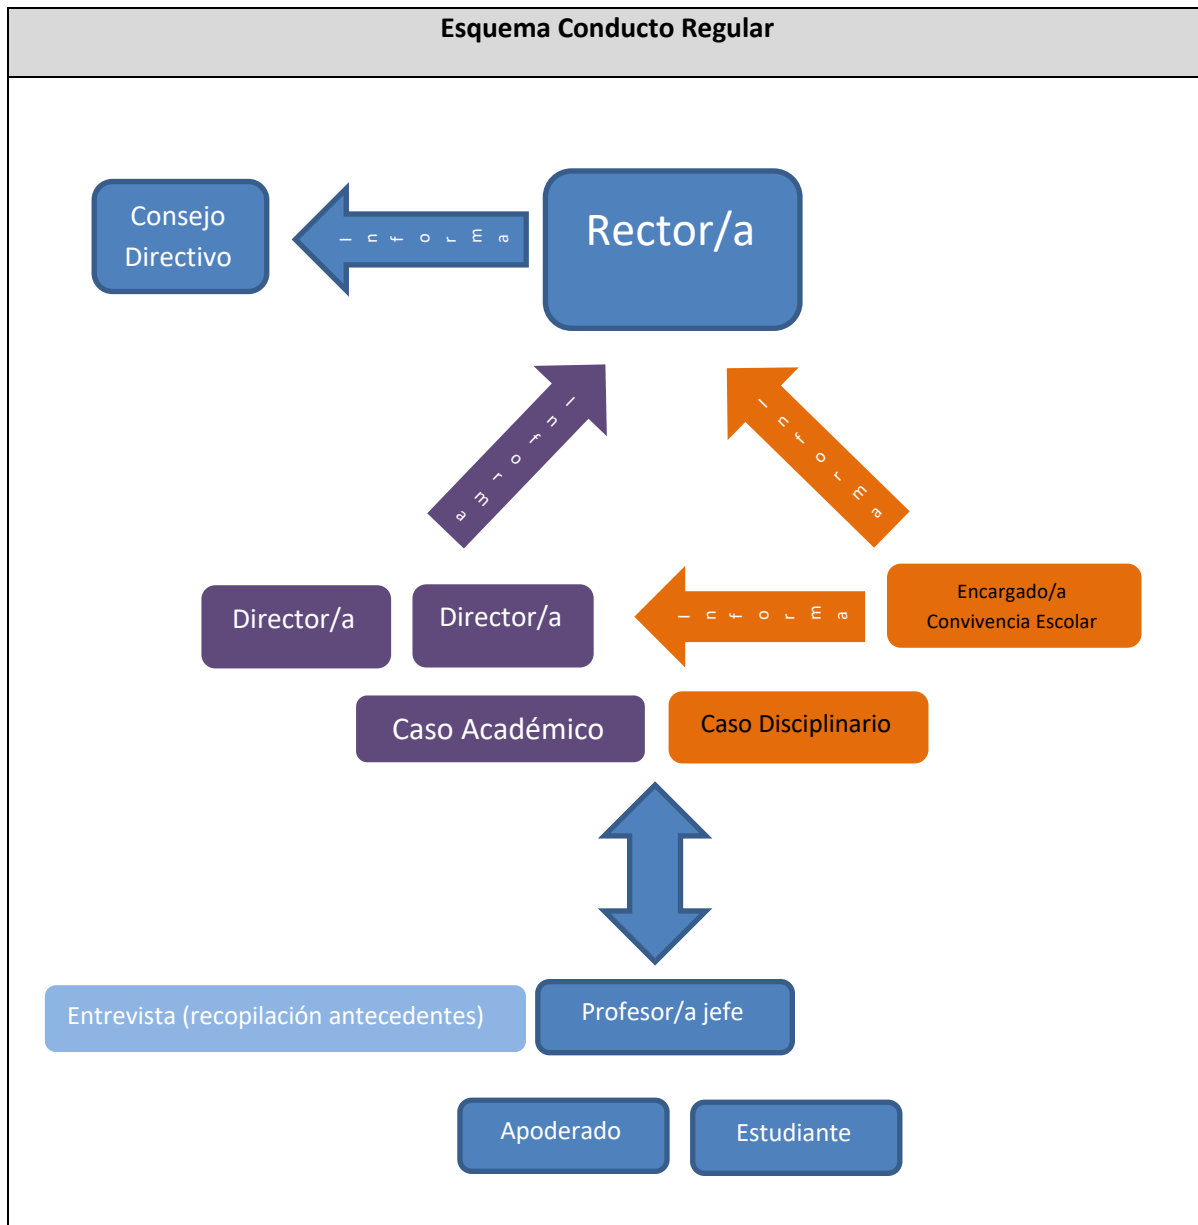 Esquema Conducto Regular
Consejo
Directivo
Informa
Rector/a
Informa
Informa
Director/a
Director/a
Informa
Encargado/a
Convivencia Escolar
Caso Académico
Caso Disciplinario
Entrevista (recopilación antecedentes)
Profesor/a jefe
Apoderado
Estudiante